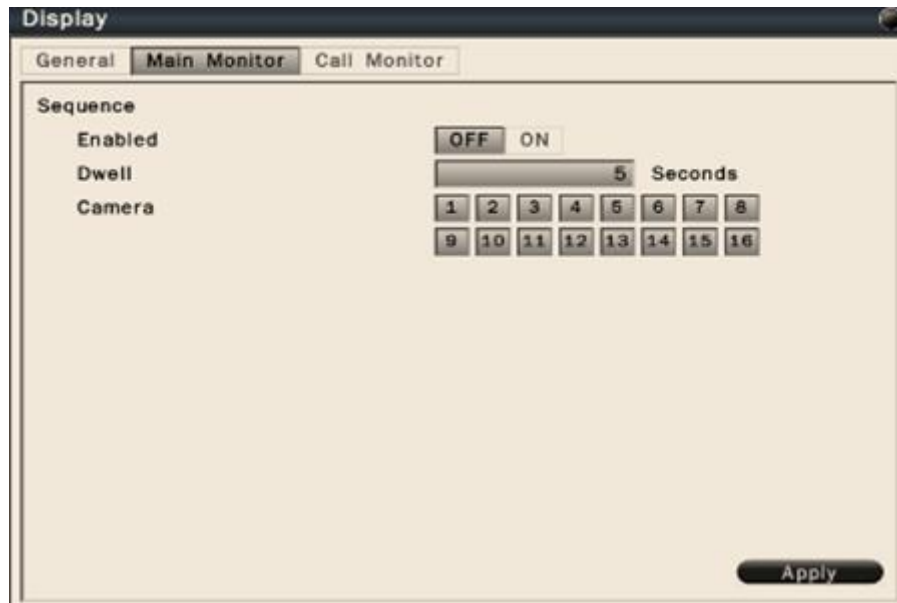 Display
General Main Monitor Call Monitor
Sequence
Enabled OFF ON
Dwell 5 Seconds
Camera 1 2 3 4 5 6 7 8
9 10 11 12 13 14 15 16
Apply